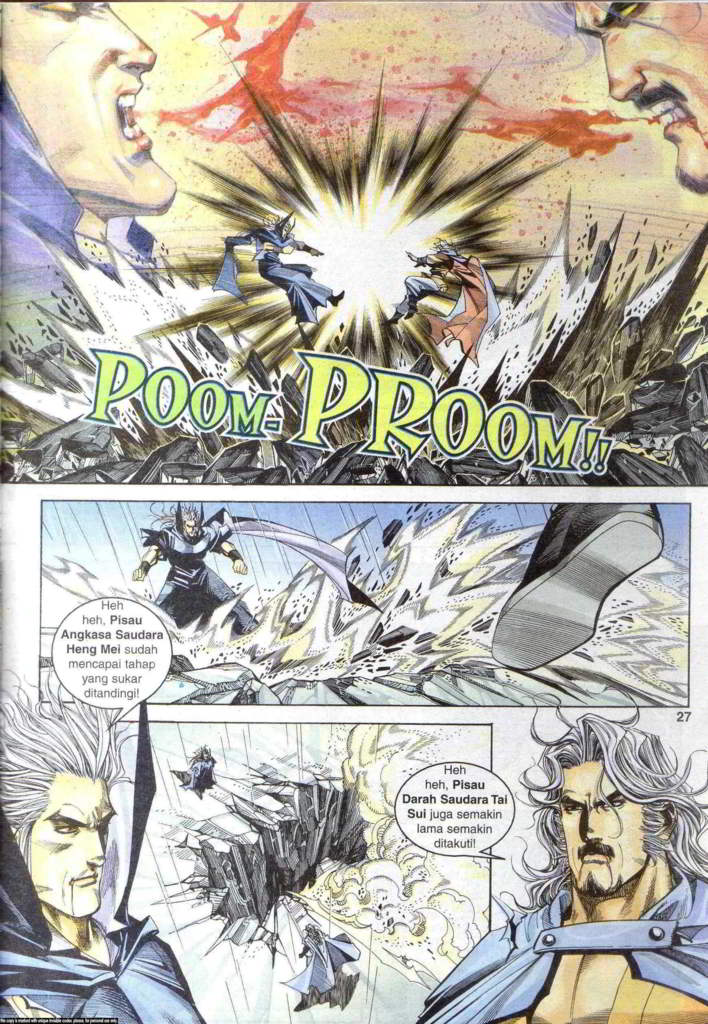 POOM-PROOM!!
Heh
heh, Pisau
Angkasa Saudara
Heng Mei sudah
mencapai tahap
yang sukar
ditandingi!
27
Heh
heh, Pisau
Darah Saudara Tai
Sui juga semakin
lama semakin
ditakuti!